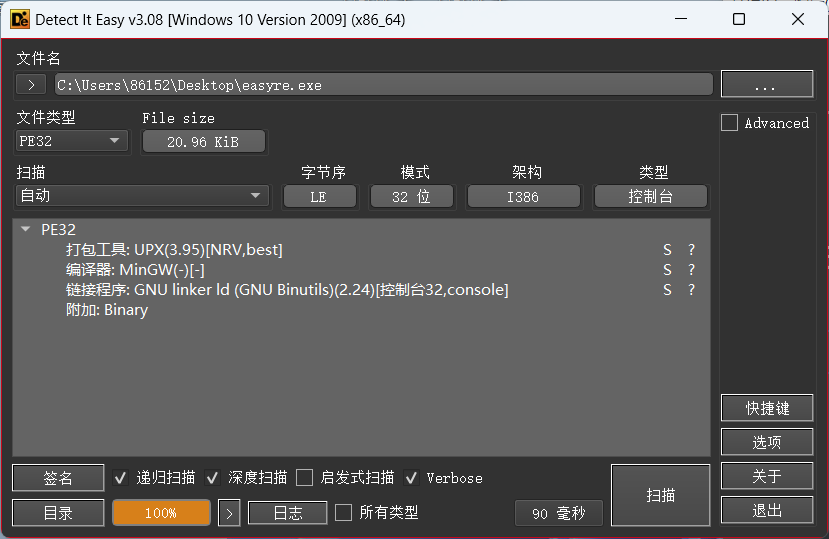 Detect It Easy v3.08 [Windows 10 Version 2009] (x86_64)
文件名
> C:\Users\86152\Desktop\easyre.exe ...
文件类型 File size
PE32 20.96 KiB
Advanced
扫描 字节序 模式 架构 类型
自动 LE 32 位 I386 控制台
PE32
打包工具: UPX(3.95)[NRV,best] S ?
编译器: MinGW(-)[-] S ?
链接程序: GNU linker ld (GNU Binutils)(2.24)[控制台32,console] S ?
附加: Binary
快捷键
选项
签名 递归扫描 深度扫描 启发式扫描 Verbose 扫描 关于
目录 100% > 日志 所有类型 90 毫秒 退出